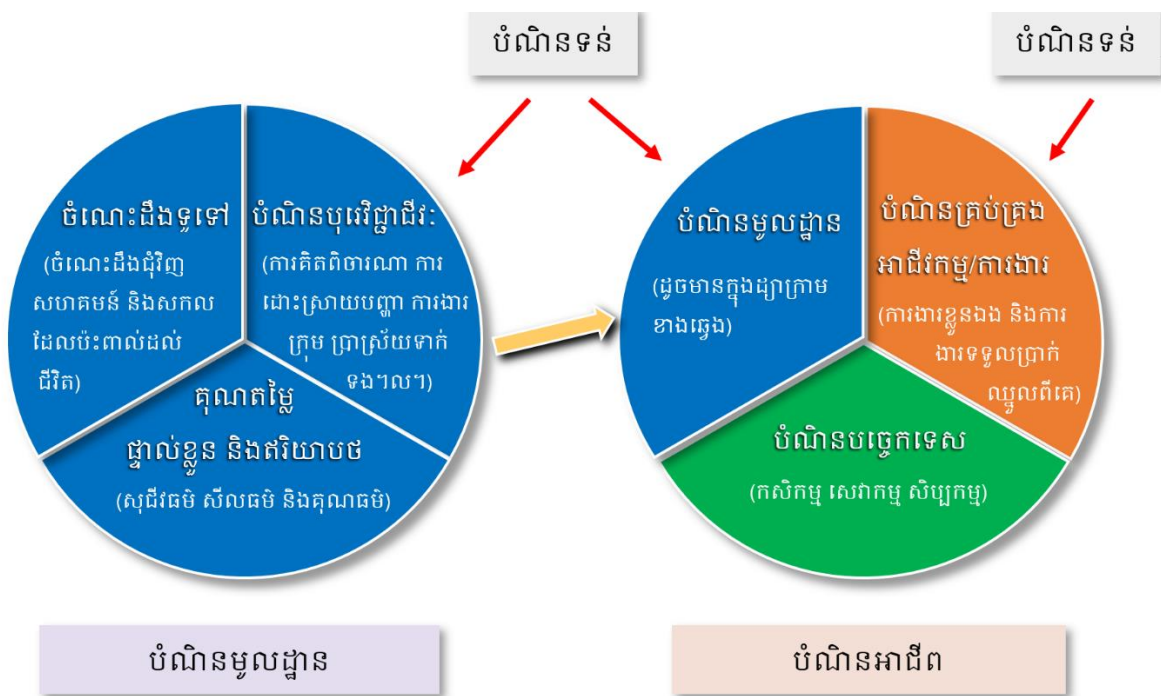 បំណិនទន់
បំណិនទន់
ចំណេះដឹងទូទៅ
(ចំណេះដឹងជុំវិញ
សហគមន៍ និងសកល
ដែលប៉ះពាល់ដល់
ជីវិត)
បំណិនបុរេវិជ្ជាជីវៈ
(ការគិតពិចារណា ការ
ដោះស្រាយបញ្ហា ការងារ
ក្រុម ប្រាស្រ័យទាក់
ទង។ល។)
គុណតម្លៃ
ផ្ទាល់ខ្លួន និងឥរិយាបថ
(សុជីវធម៌ សីលធម៌ និងគុណធម៌)
បំណិនមូលដ្ឋាន
(ដូចមានក្នុងដ្យាក្រាម
ខាងឆ្វេង)
បំណិនគ្រប់គ្រង
អាជីវកម្ម/ការងារ
(ការងារខ្លួនឯង និងការ
ងារទទួលប្រាក់
ឈ្នួលពីគេ)
បំណិនបច្ចេកទេស
(កសិកម្ម សេវាកម្ម សិប្បកម្ម)
បំណិនមូលដ្ឋាន
បំណិនអាជីព